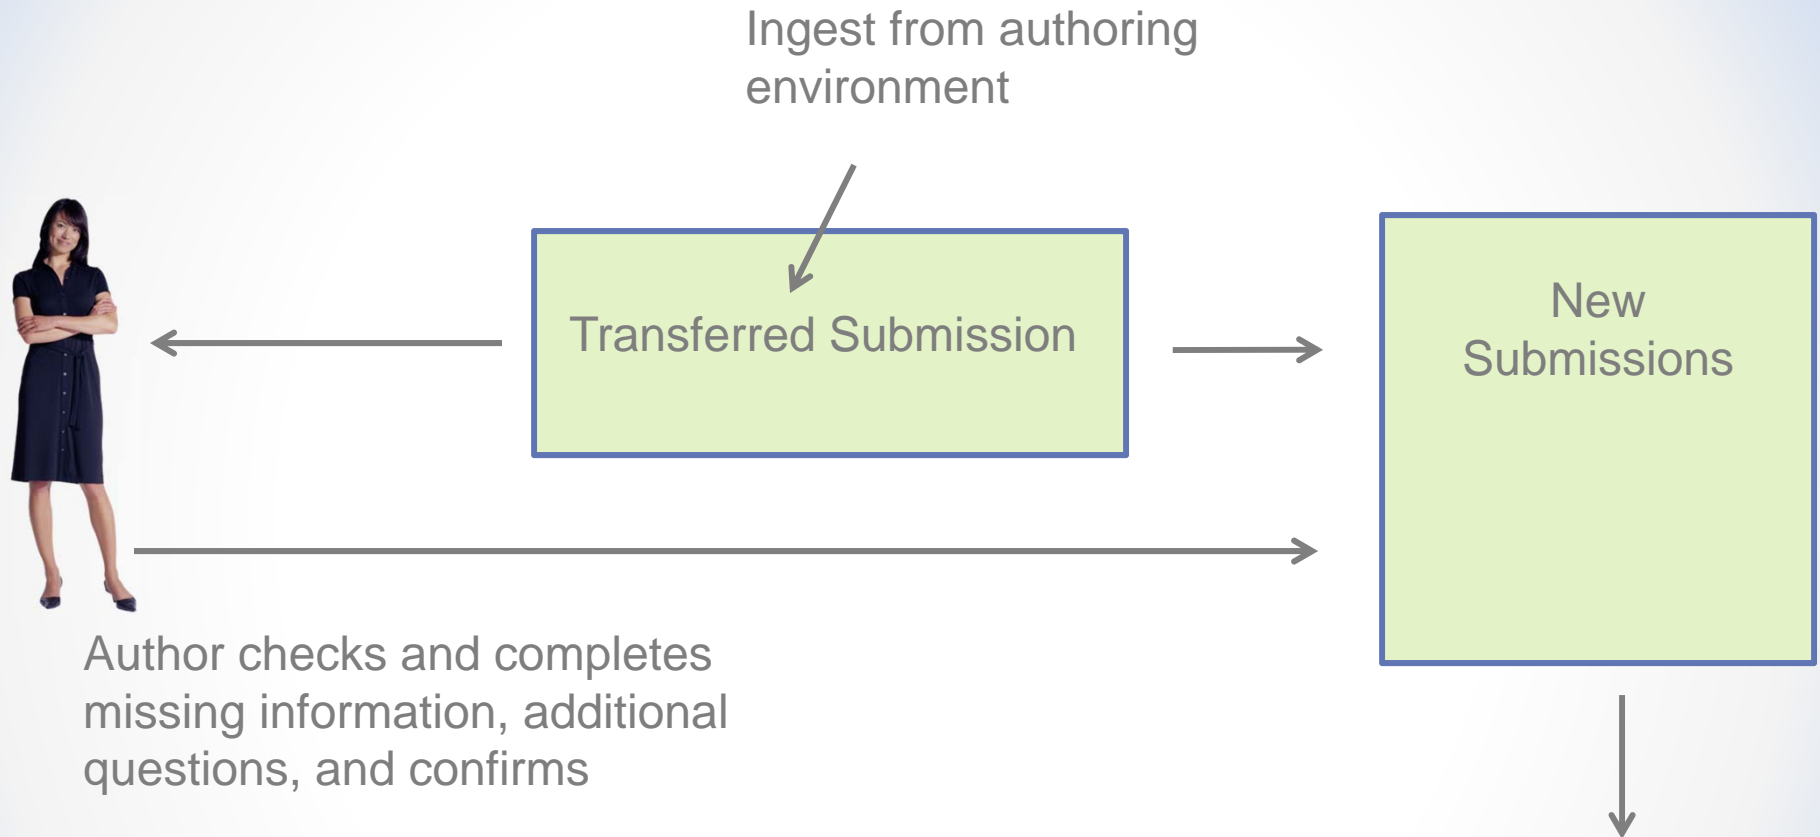 Ingest from authoring
environment
Transferred Submission
New
Submissions
Author checks and completes
missing information, additional
questions, and confirms